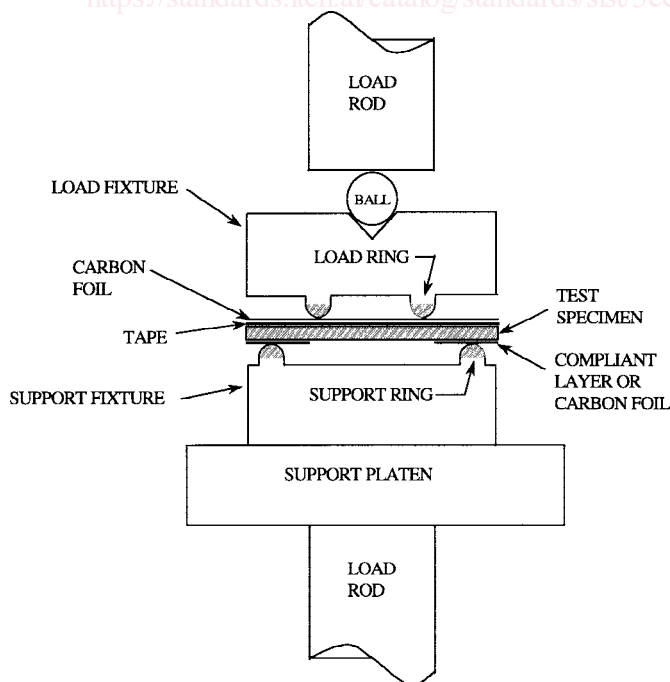 LOAD
ROD
LOAD FIXTURE
BALL
LOAD RING
CARBON
FOIL
TAPE
TEST
SPECIMEN
COMPLIANT
LAYER OR
CARBON FOIL
SUPPORT FIXTURE
SUPPORT RING
SUPPORT PLATEN
LOAD
ROD